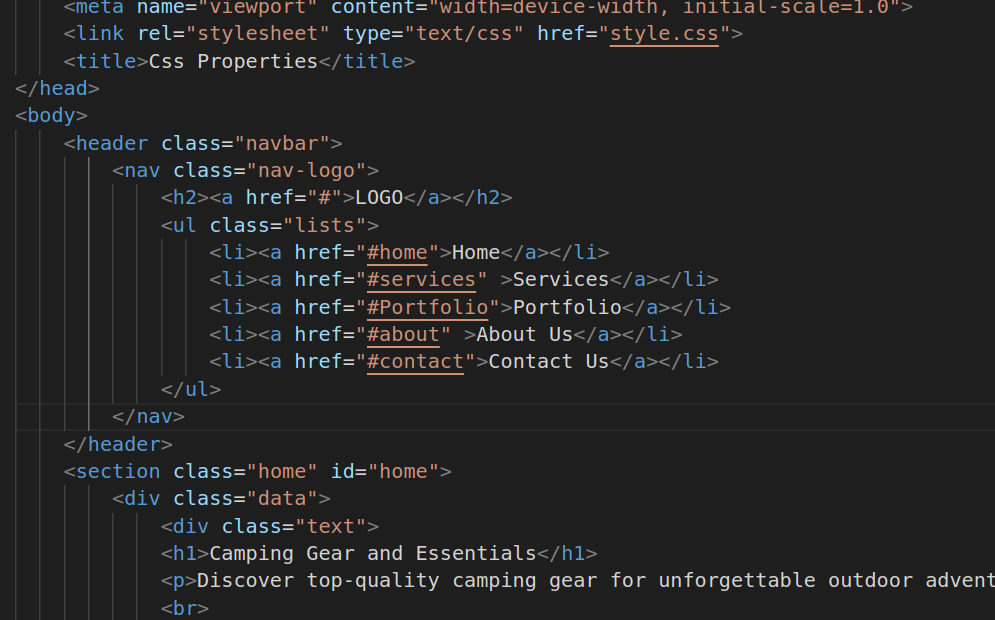 <meta name="viewport" content="width=device-width, initial-scale=1.0">
<link rel="stylesheet" type="text/css" href="style.css">
<title>Css Properties</title>
</head>
<body>
<header class="navbar">
<nav class="nav-logo">
<h2><a href="#">LOGO</a></h2>
<ul class="lists">
<li><a href="#home">Home</a></li>
<li><a href="#services" >Services</a></li>
<li><a href="#Portfolio">Portfolio</a></li>
<li><a href="#about" >About Us</a></li>
<li><a href="#contact">Contact Us</a></li>
</ul>
</nav>
</header>
<section class="home" id="home">
<div class="data">
<div class="text">
<h1>Camping Gear and Essentials</h1>
<p>Discover top-quality camping gear for unforgettable outdoor advent
<br>